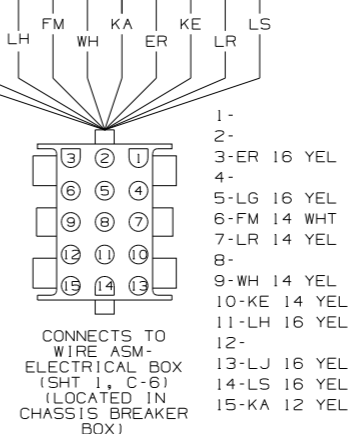 FM KA KE LS
LH WH ER LR
1-
2-
3-ER 16 YEL
4-
5-LG 16 YEL
6-FM 14 WHT
7-LR 14 YEL
8-
9-WH 14 YEL
10-KE 14 YEL
11-LH 16 YEL
12-
13-LJ 16 YEL
14-LS 16 YEL
15-KA 12 YEL
3 2 1
6 5 4
9 8 7
12 11 10
15 14 13
CONNECTS TO
WIRE ASM-
ELECTRICAL BOX
(SHT 1, C-6)
(LOCATED IN
CHASSIS BREAKER
BOX)